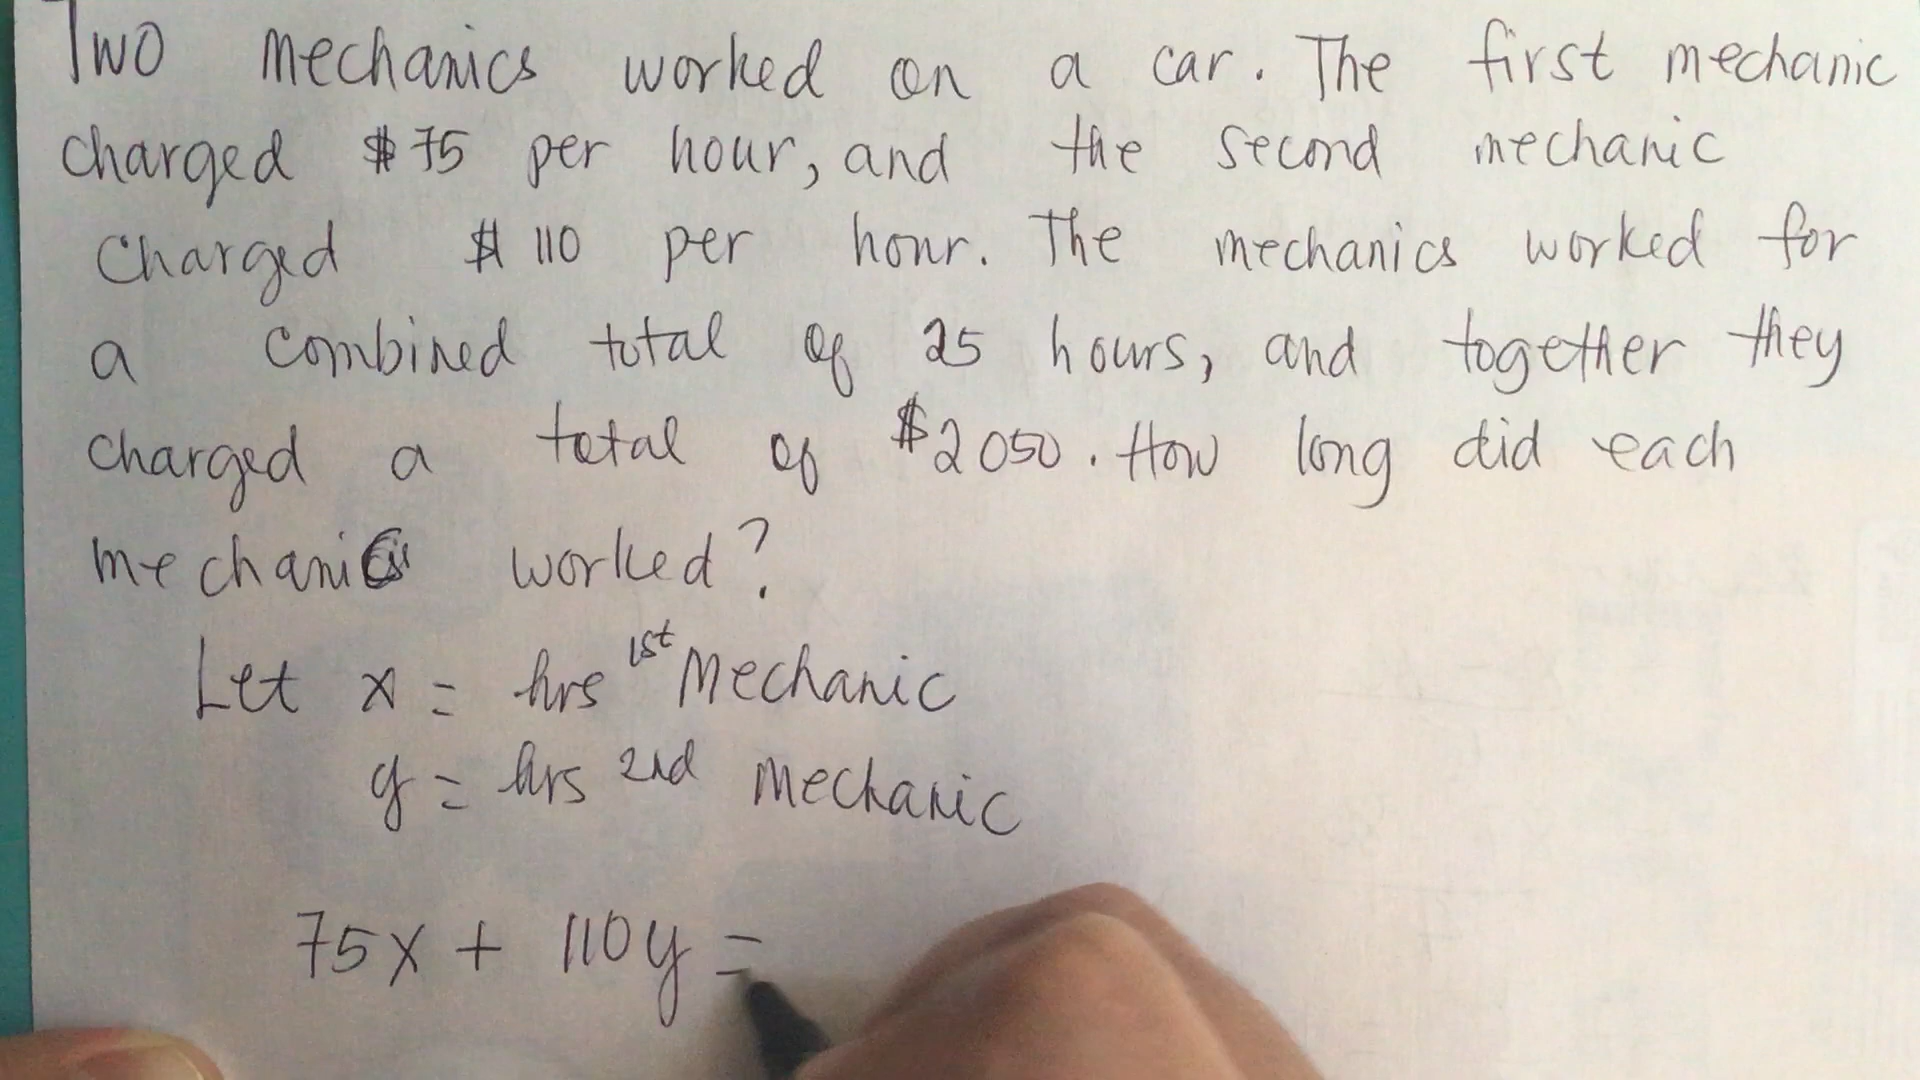 Two mechanics worked on a car. The first mechanic
charged $75 per hour, and the second mechanic
charged $110 per hour. The mechanics worked for
a combined total of 25 hours, and together they
charged a total of $2050. How long did each
mechanic worked?
Let x = hrs 1st Mechanic
y = hrs 2nd Mechanic
75x + 110y =